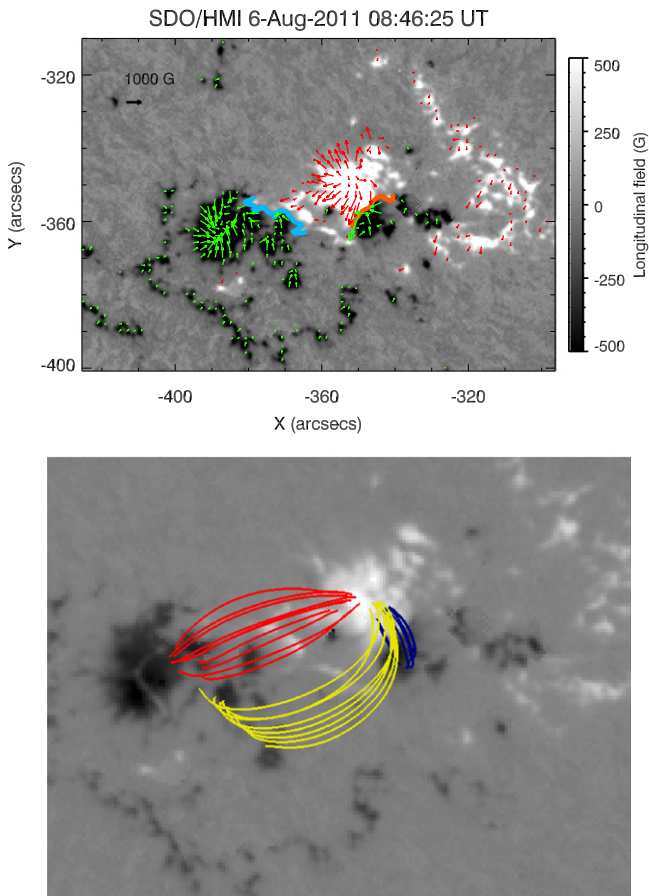 SDO/HMI 6-Aug-2011 08:46:25 UT
1000 G
-320
-360
-400
Y (arcsecs)
-400 -360 -320
X (arcsecs)
500
250
0
-250
-500
Longitudinal field (G)